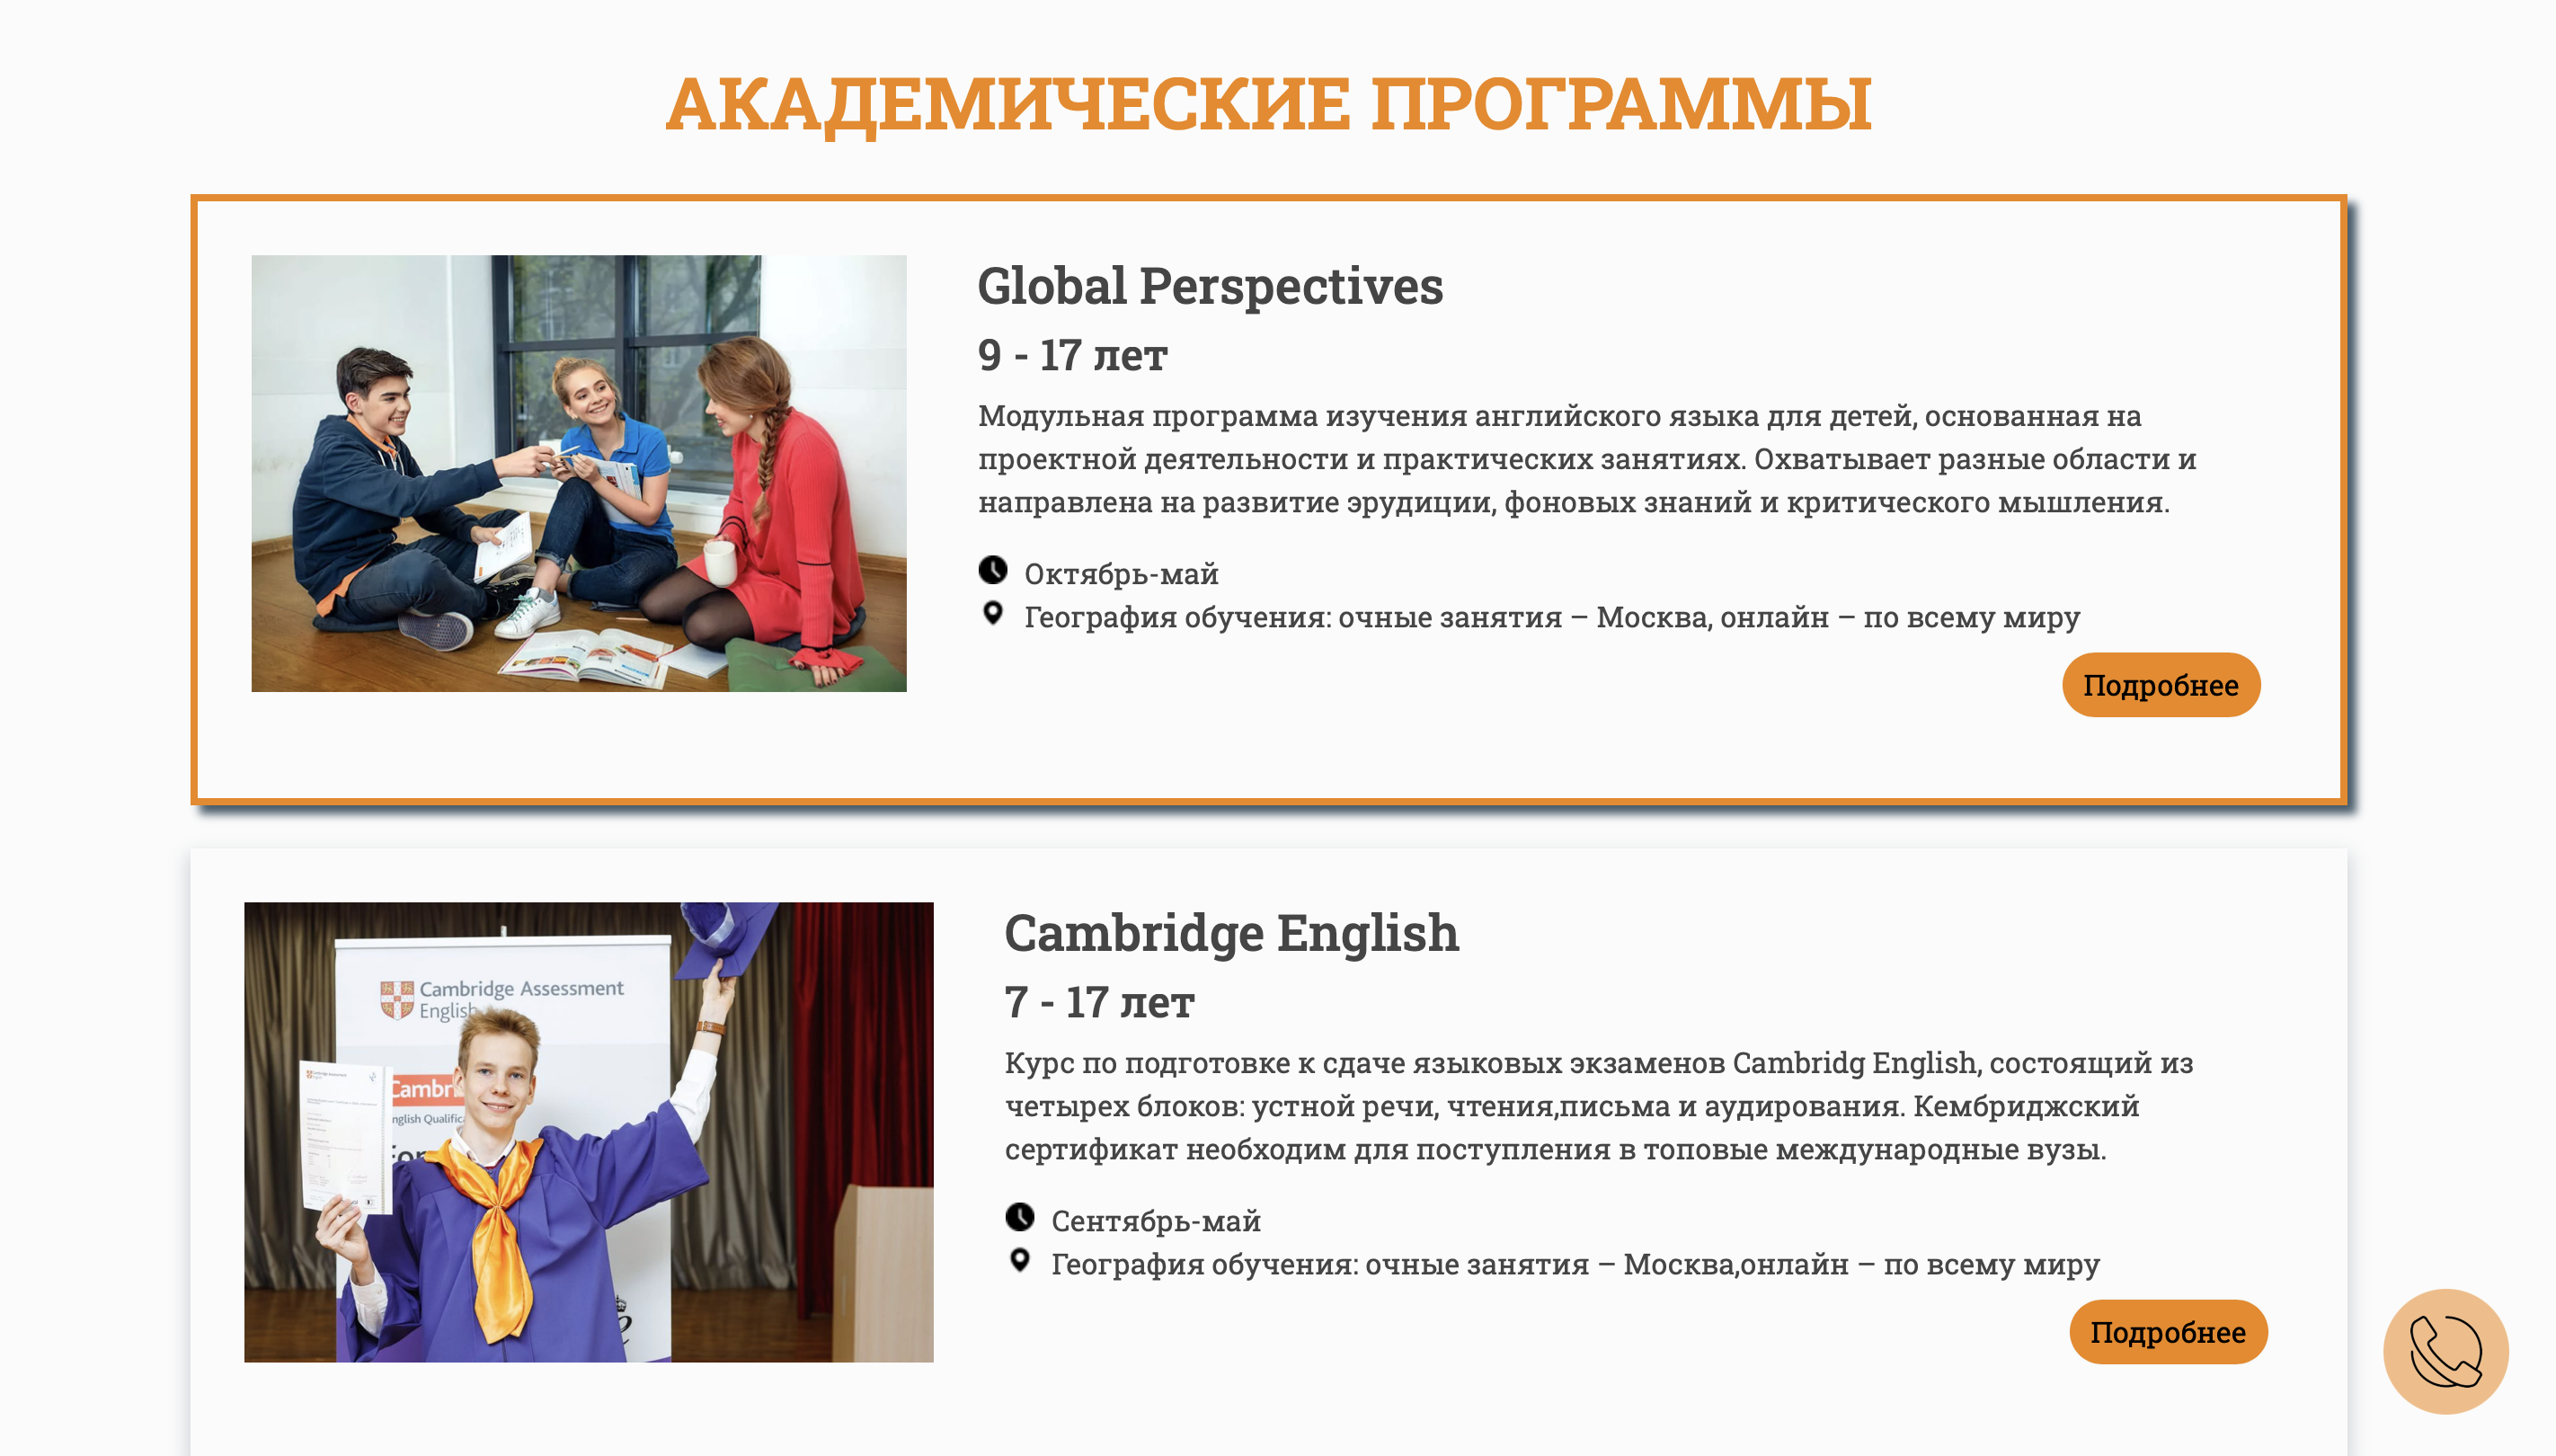 АКАДЕМИЧЕСКИЕ ПРОГРАММЫ
Global Perspectives
9 - 17 лет
Модульная программа изучения английского языка для детей, основанная на
проектной деятельности и практических занятиях. Охватывает разные области и
направлена на развитие эрудиции, фоновых знаний и критического мышления.
Октябрь-май
География обучения: очные занятия – Москва, онлайн – по всему миру
Подробнее
Cambridge Assessment
English
Cambr
nglish Qualific
For
Cambridge English
7 - 17 лет
Курс по подготовке к сдаче языковых экзаменов Cambridg English, состоящий из
четырех блоков: устной речи, чтения,письма и аудирования. Кембриджский
сертификат необходим для поступления в топовые международные вузы.
Сентябрь-май
География обучения: очные занятия – Москва,онлайн – по всему миру
Подробнее